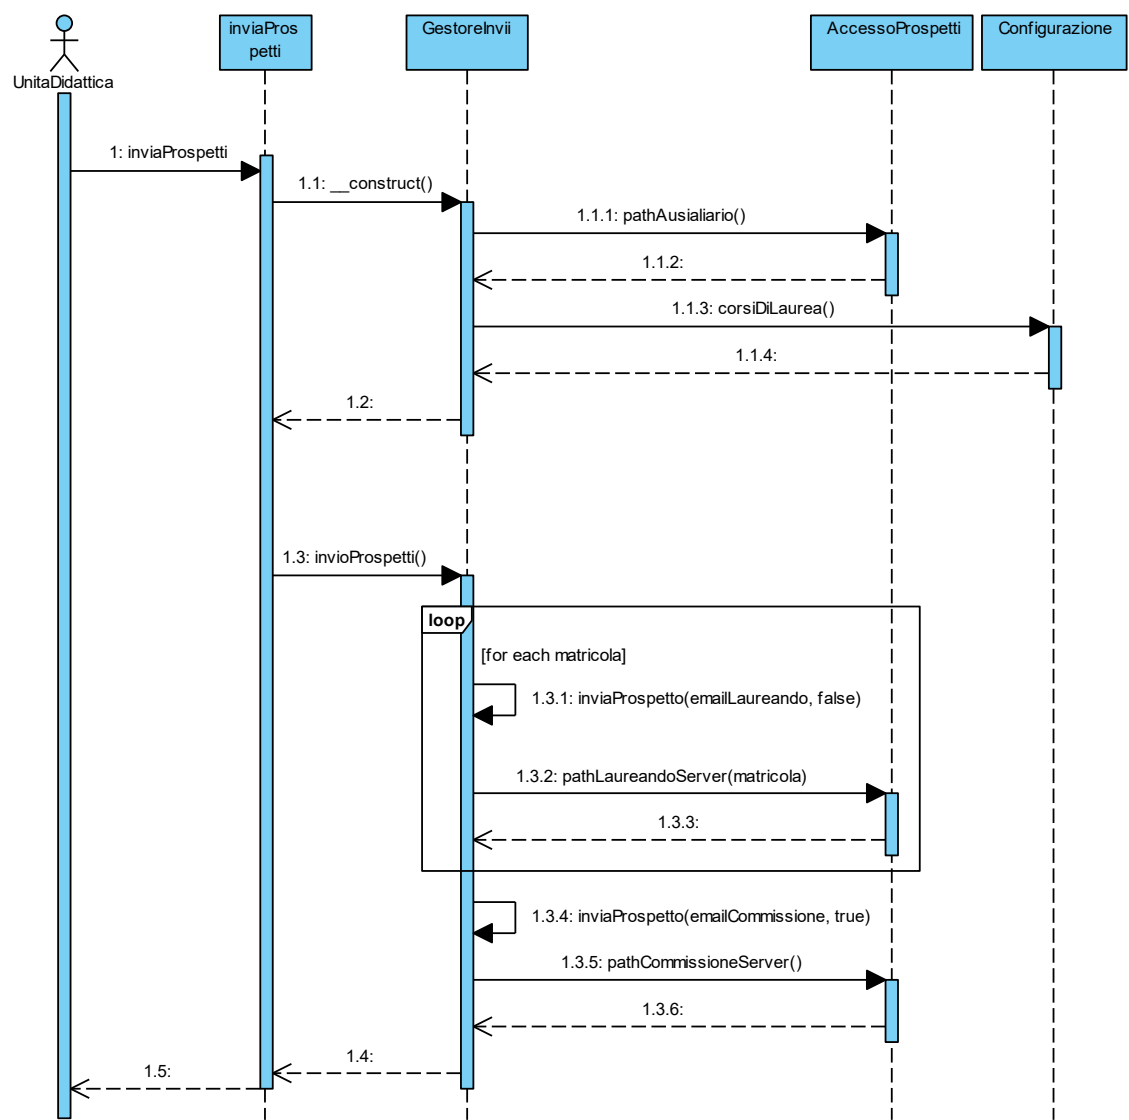 inviaPros
petti
GestoreInvii
AccessoProspetti
Configurazione
UnitaDidattica
1: inviaProspetti
1.1: __construct()
1.1.1: pathAusialiario()
1.1.2:
1.1.3: corsiDiLaurea()
1.1.4:
1.2:
1.3: invioProspetti()
loop
[for each matricola]
1.3.1: inviaProspetto(emailLaureando, false)
1.3.2: pathLaureandoServer(matricola)
1.3.3:
1.3.4: inviaProspetto(emailCommissione, true)
1.3.5: pathCommissioneServer()
1.3.6:
1.4:
1.5: